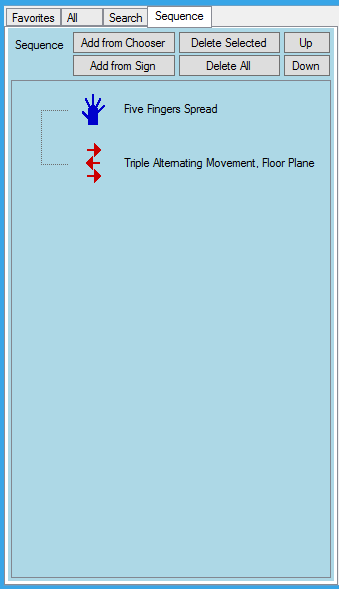 Favorites All Search Sequence
Sequence Add from Chooser Delete Selected Up
Add from Sign Delete All Down
Five Fingers Spread
Triple Alternating Movement, Floor Plane